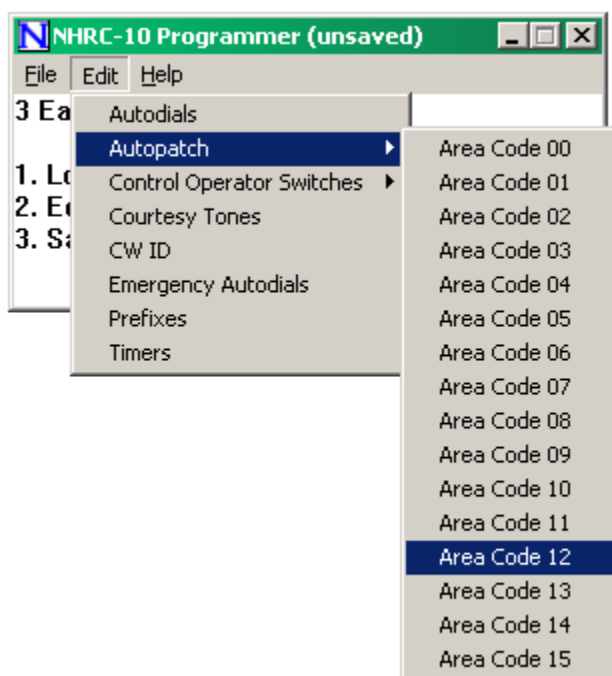 NHRC-10 Programmer (unsaved)
File Edit Help
3 Ea
1. Lo
2. Ed
3. Sa
Autodials
Autopatch
Control Operator Switches
Courtesy Tones
CW ID
Emergency Autodials
Prefixes
Timers
Area Code 00
Area Code 01
Area Code 02
Area Code 03
Area Code 04
Area Code 05
Area Code 06
Area Code 07
Area Code 08
Area Code 09
Area Code 10
Area Code 11
Area Code 12
Area Code 13
Area Code 14
Area Code 15